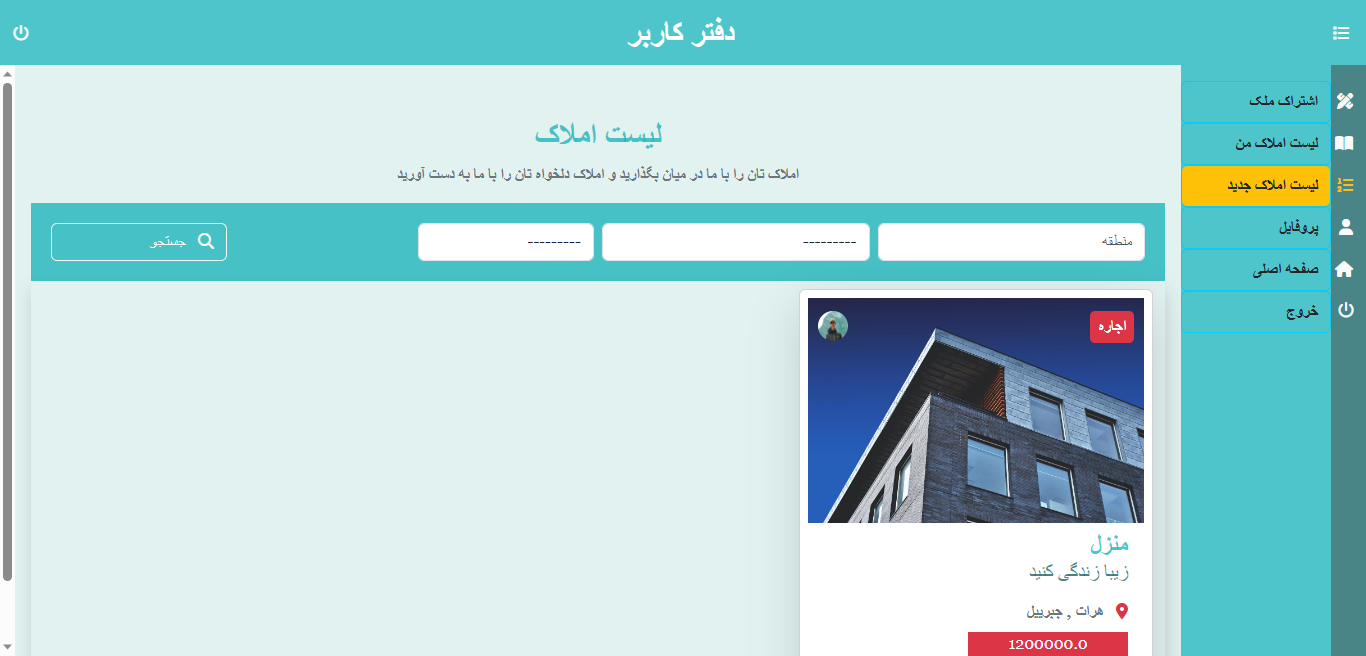 دفتر کاربر
اشتراک ملک
لیست املاک من
لیست املاک جدید
پروفایل
صفحه اصلی
خروج
لیست املاک
املاک تان را با ما در میان بگذارید و املاک دلخواه تان را با ما به دست آورید
منطقه
---------
---------
جستجو
اجاره
منزل
زیبا زندگی کنید
هرات , جبرییل
1200000.0